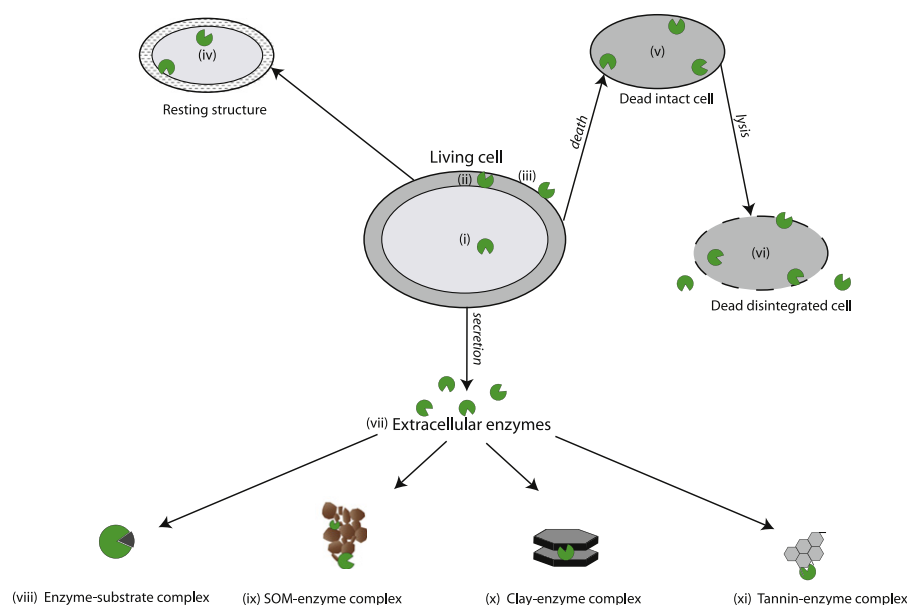 (iv)
Resting structure
(v)
Dead intact cell
death
lysis
Living cell
(ii)
(iii)
(i)
(vi)
Dead disintegrated cell
secretion
(vii) Extracellular enzymes
(viii) Enzyme-substrate complex
(ix) SOM-enzyme complex
(x) Clay-enzyme complex
(xi) Tannin-enzyme complex